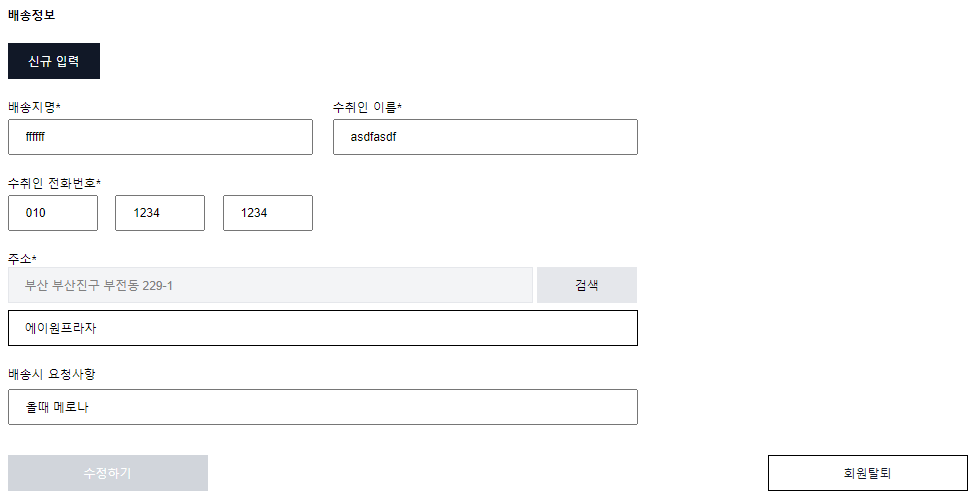 배송정보
신규 입력
배송지명* 수취인 이름*
ffffff asdfasdf
수취인 전화번호*
010 1234 1234
주소*
부산 부산진구 부전동 229-1 검색
에이원프라자
배송시 요청사항
올때 메로나
수정하기 회원탈퇴